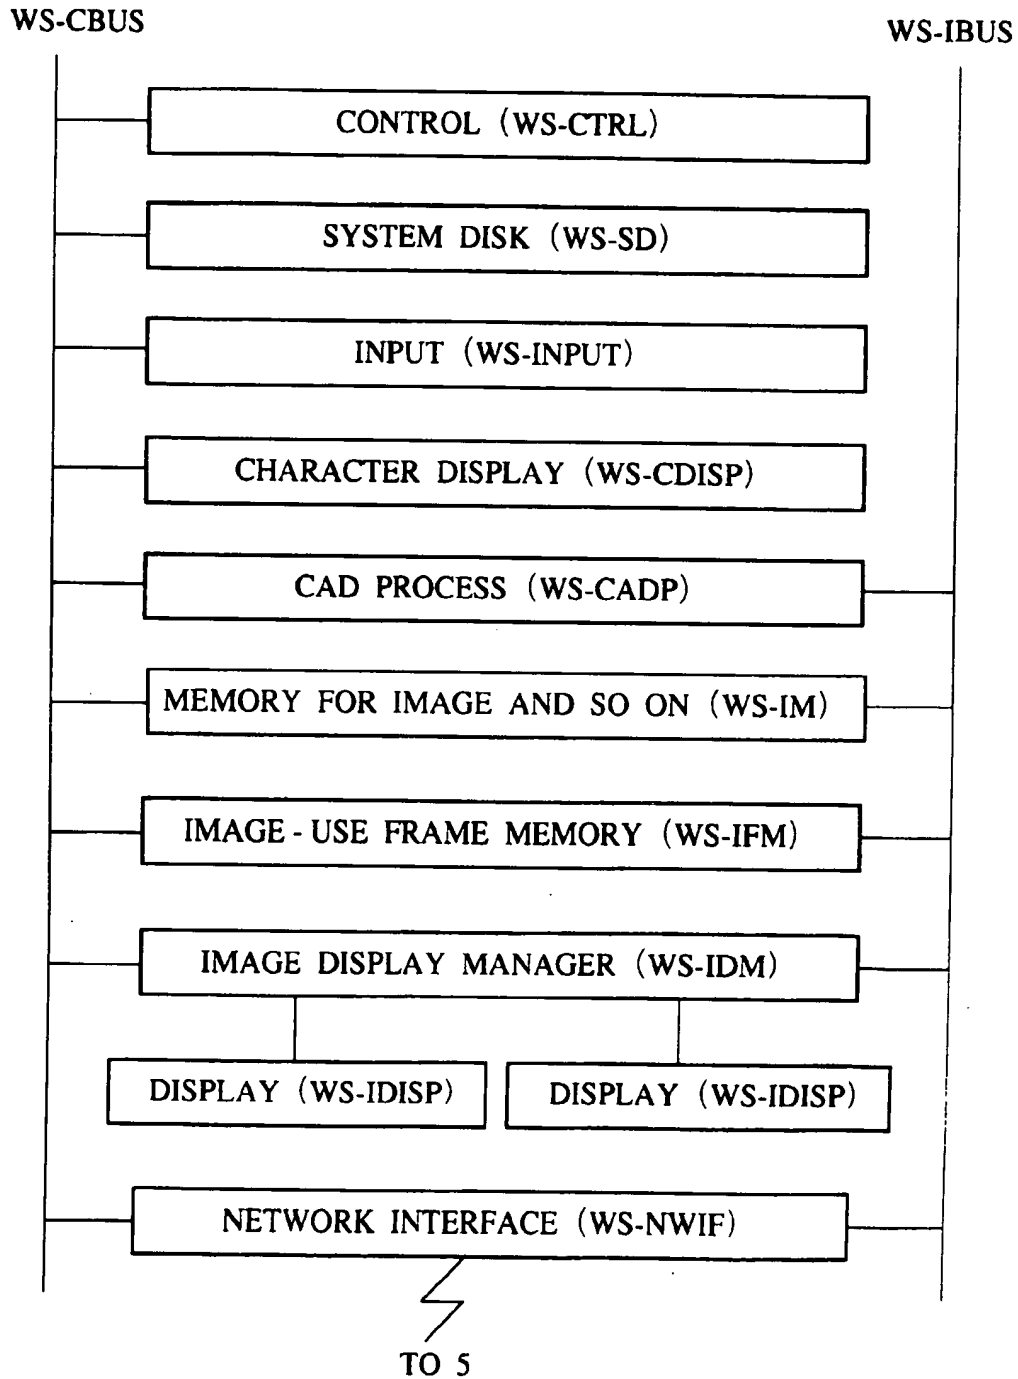 WS-CBUS
WS-IBUS
CONTROL (WS-CTRL)
SYSTEM DISK (WS-SD)
INPUT (WS-INPUT)
CHARACTER DISPLAY (WS-CDISP)
CAD PROCESS (WS-CADP)
MEMORY FOR IMAGE AND SO ON (WS-IM)
IMAGE-USE FRAME MEMORY (WS-IFM)
IMAGE DISPLAY MANAGER (WS-IDM)
DISPLAY (WS-IDISP)
DISPLAY (WS-IDISP)
NETWORK INTERFACE (WS-NWIF)
TO 5